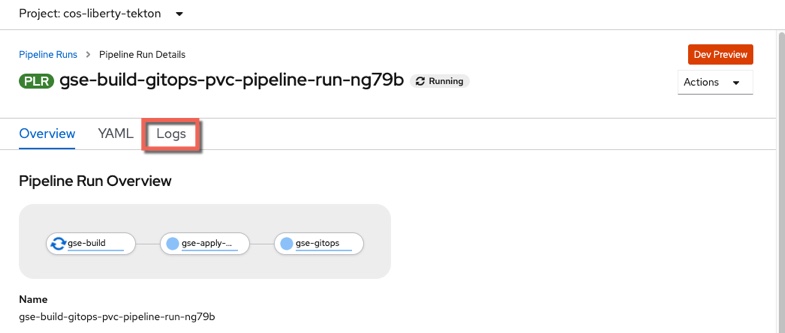 Project: cos-liberty-tekton
Pipeline Runs > Pipeline Run Details
Dev Preview
PLR gse-build-gitops-pvc-pipeline-run-ng79b Running
Actions
Overview YAML Logs
Pipeline Run Overview
gse-build gse-apply-... gse-gitops
Name
gse-build-gitops-pvc-pipeline-run-ng79b